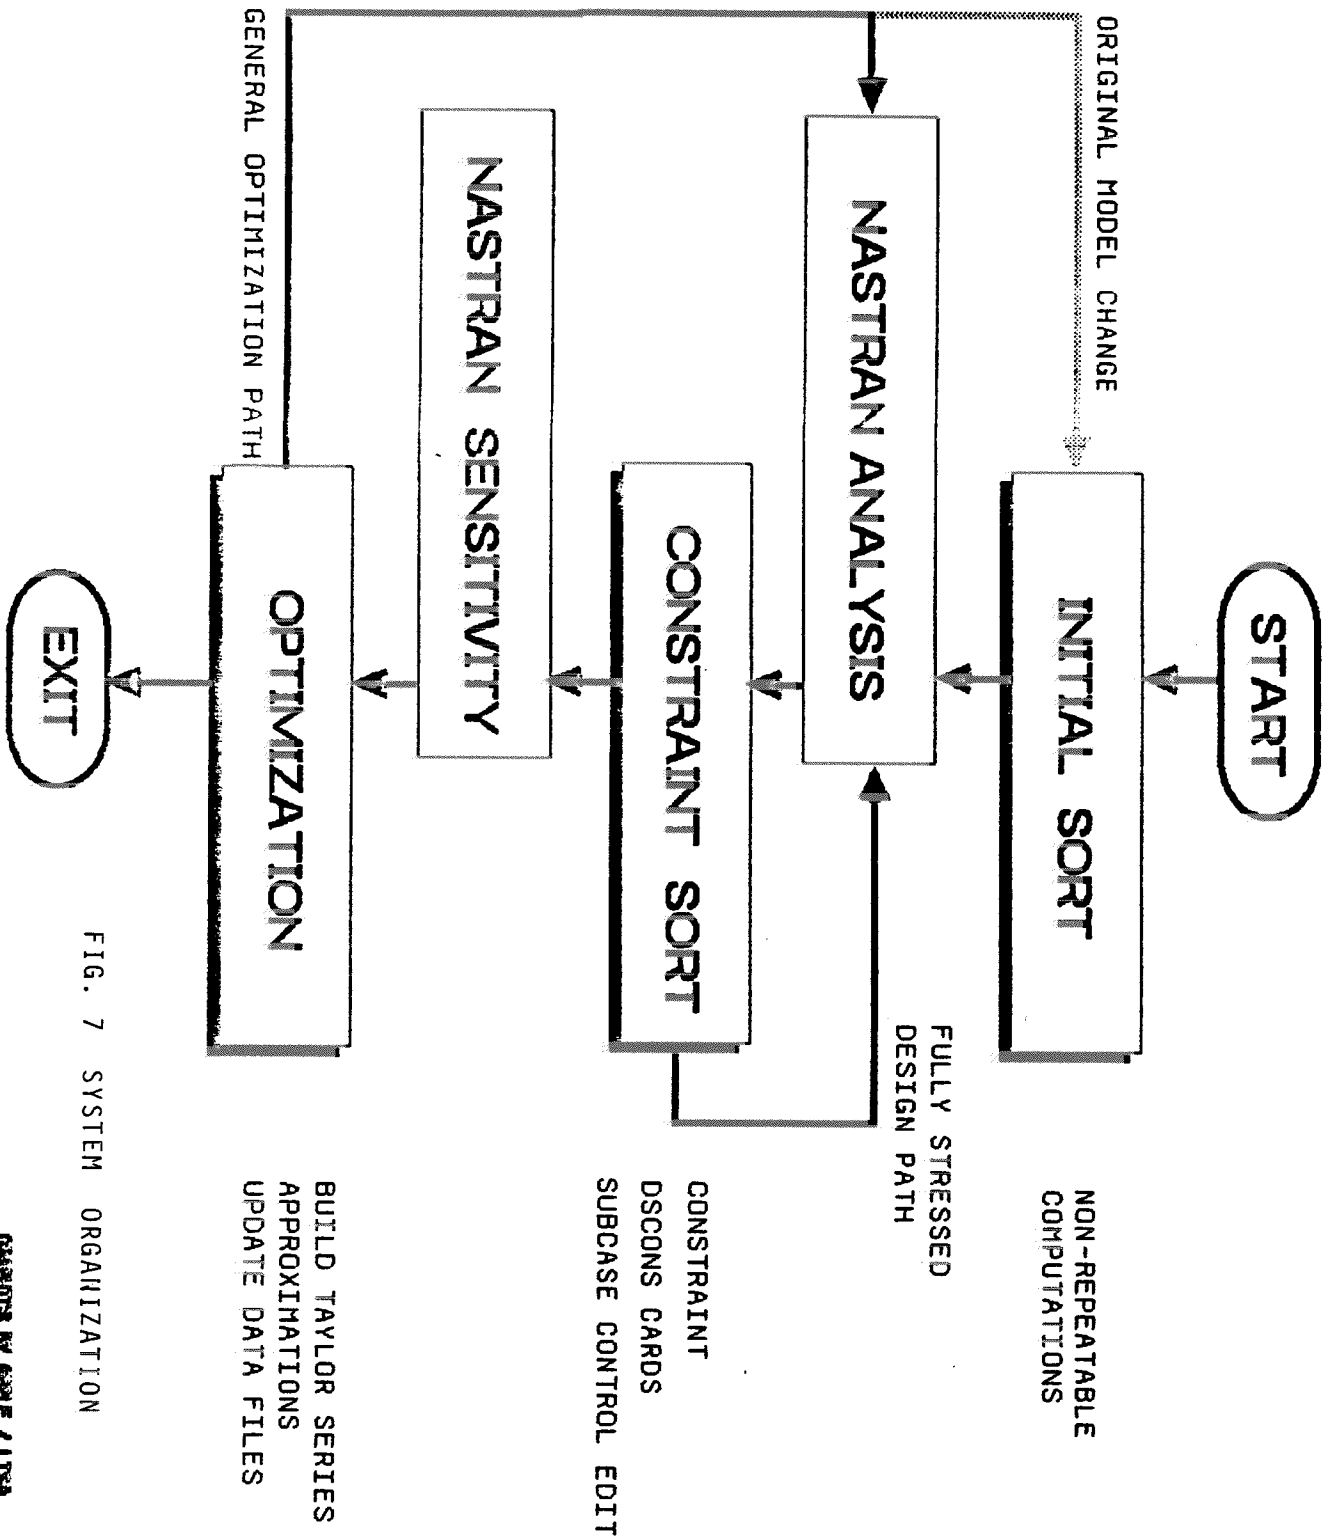 START
ORIGINAL MODEL CHANGE
INITIAL SORT
NON-REPEATABLE
COMPUTATIONS
NASTRAN ANALYSIS
FULLY STRESSED
DESIGN PATH
CONSTRAINT SORT
CONSTRAINT
DSCONS CARDS
SUBCASE CONTROL EDIT
NASTRAN SENSITIVITY
OPTIMIZATION
BUILD TAYLOR SERIES
APPROXIMATIONS
UPDATE DATA FILES
GENERAL OPTIMIZATION PATH
EXIT
FIG. 7 SYSTEM ORGANIZATION